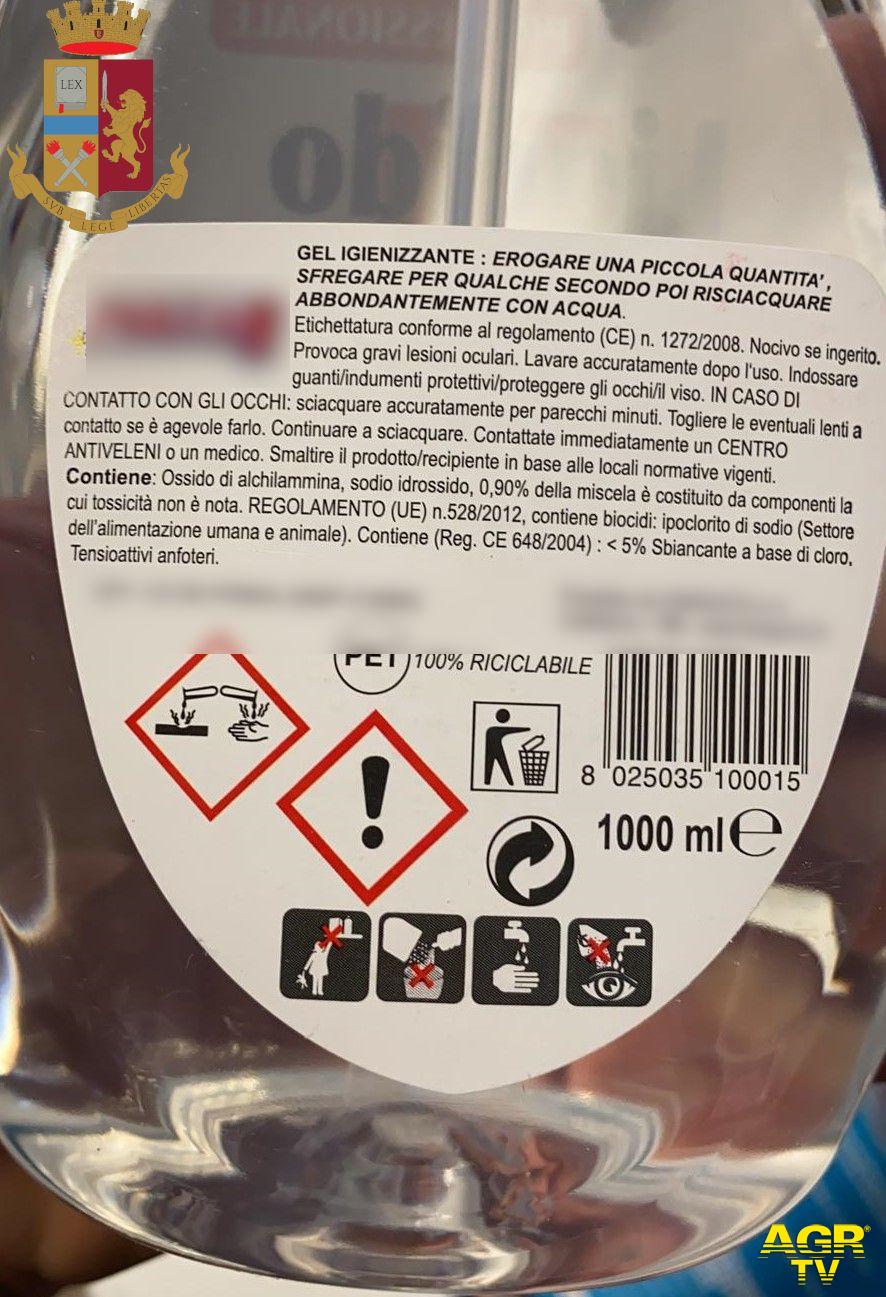 LEX
SVB LEGE LIBERTAS
do
GEL IGIENIZZANTE : EROGARE UNA PICCOLA QUANTITA',
SFREGARE PER QUALCHE SECONDO POI RISCIACQUARE
ABBONDANTEMENTE CON ACQUA.
Etichettatura conforme al regolamento (CE) n. 1272/2008. Nocivo se ingerito.
Provoca gravi lesioni oculari. Lavare accuratamente dopo l'uso. Indossare
guanti/indumenti protettivi/proteggere gli occhi/il viso. IN CASO DI
CONTATTO CON GLI OCCHI: sciacquare accuratamente per parecchi minuti. Togliere le eventuali lenti a
contatto se è agevole farlo. Continuare a sciacquare. Contattate immediatamente un CENTRO
ANTIVELENI o un medico. Smaltire il prodotto/recipiente in base alle locali normative vigenti.
Contiene: Ossido di alchilammina, sodio idrossido, 0,90% della miscela è costituito da componenti la
cui tossicità non è nota. REGOLAMENTO (UE) n.528/2012, contiene biocidi: ipoclorito di sodio (Settore
dell'alimentazione umana e animale). Contiene (Reg. CE 648/2004) : < 5% Sbiancante a base di cloro,
Tensioattivi anfoteri.
PET 100% RICICLABILE
8 025035 100015
1000 ml e
AGR
TV